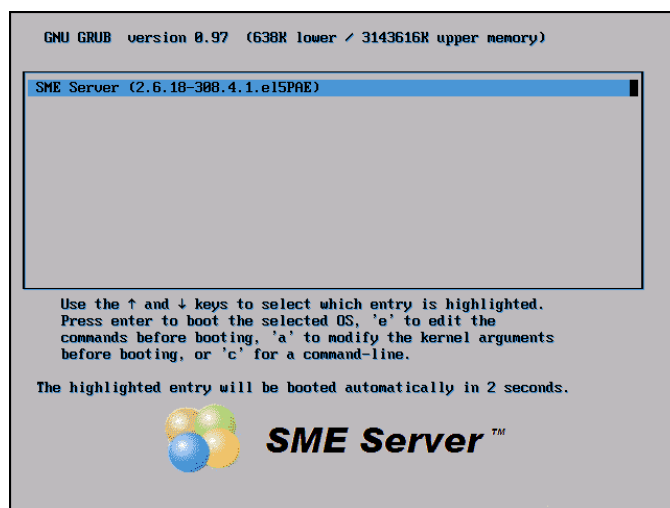 GNU GRUB version 0.97 (638K lower / 3143616K upper memory)
SME Server (2.6.18-308.4.1.el5PAE)
Use the ↑ and ↓ keys to select which entry is highlighted.
Press enter to boot the selected OS, 'e' to edit the
commands before booting, 'a' to modify the kernel arguments
before booting, or 'c' for a command-line.
The highlighted entry will be booted automatically in 2 seconds.
SME Server ™